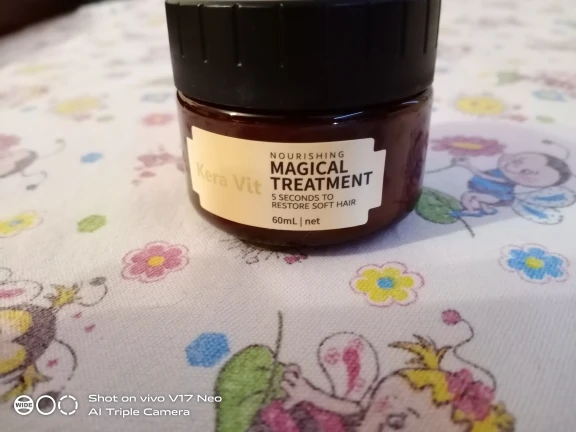 NOURISHING
Kera Vit
MAGICAL
TREATMENT
5 SECONDS TO
RESTORE SOFT HAIR
60mL | net
WIDE
Shot on vivo V17 Neo
AI Triple Camera